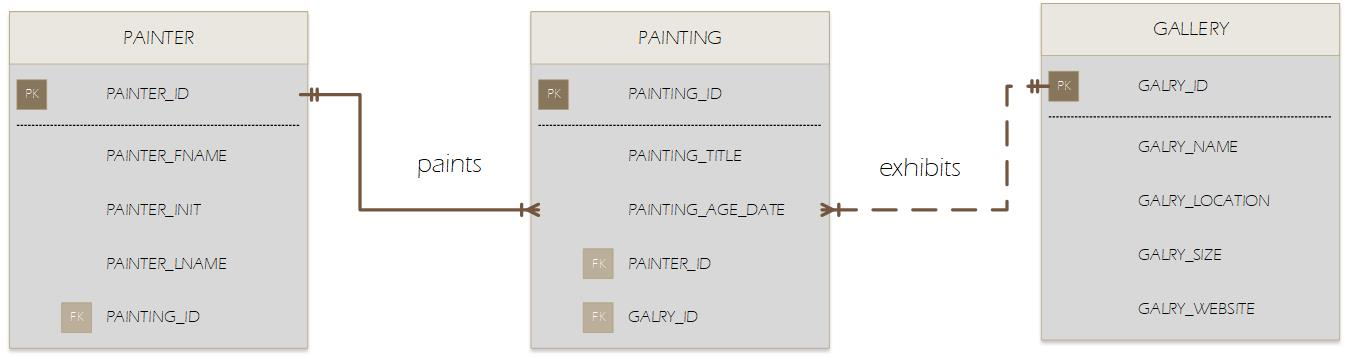 PAINTER
PK PAINTER_ID
PAINTER_FNAME
PAINTER_INIT
PAINTER_LNAME
FK PAINTING_ID
paints
PAINTING
PK PAINTING_ID
PAINTING_TITLE
PAINTING_AGE_DATE
FK PAINTER_ID
FK GALRY_ID
exhibits
GALLERY
PK GALRY_ID
GALRY_NAME
GALRY_LOCATION
GALRY_SIZE
GALRY_WEBSITE